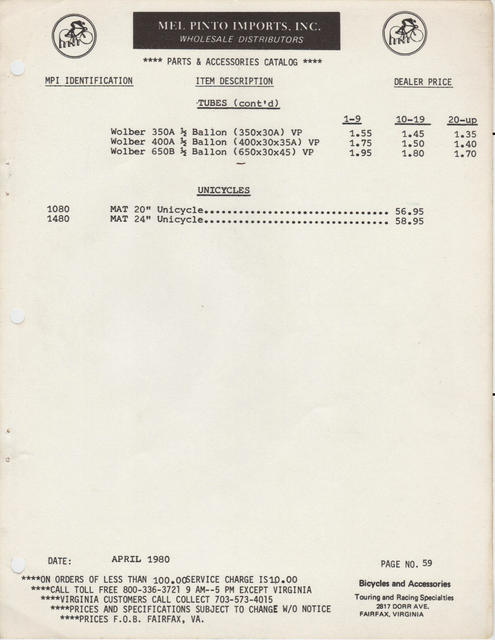 MEL PINTO IMPORTS, INC.
WHOLESALE DISTRIBUTORS
**** PARTS & ACCESSORIES CATALOG ****
MPI IDENTIFICATION ITEM DESCRIPTION DEALER PRICE
TUBES (cont'd)
1-9 10-19 20-up
Wolber 350A ½ Ballon (350x30A) VP 1.55 1.45 1.35
Wolber 400A ½ Ballon (400x30x35A) VP 1.75 1.50 1.40
Wolber 650B ½ Ballon (650x30x45) VP 1.95 1.80 1.70
UNICYCLES
1080 MAT 20" Unicycle................................ 56.95
1480 MAT 24" Unicycle................................ 58.95
DATE: APRIL 1980 PAGE NO. 59
****ON ORDERS OF LESS THAN 100.00SERVICE CHARGE IS10.00
****CALL TOLL FREE 800-336-3721 9 AM--5 PM EXCEPT VIRGINIA
****VIRGINIA CUSTOMERS CALL COLLECT 703-573-4015
****PRICES AND SPECIFICATIONS SUBJECT TO CHANGE W/O NOTICE
****PRICES F.O.B. FAIRFAX, VA.
Bicycles and Accessories
Touring and Racing Specialties
2817 DORR AVE.
FAIRFAX, VIRGINIA